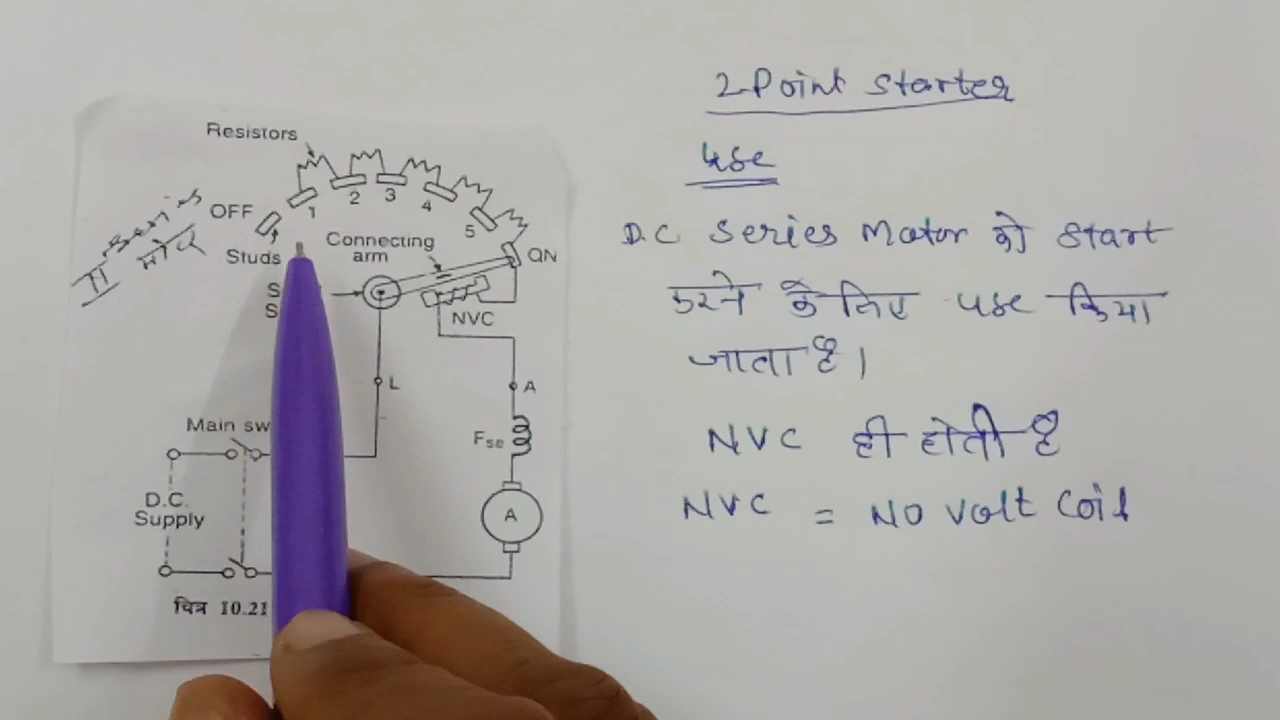 2 Point starter
use
D.C series motor को start
करने के लिए use किया
जाता है।
NVC ही होती है
NVC = NO Volt Coil
Resistors
OFF
1
2
3
4
5
ON
Studs
Connecting
arm
S
S
NVC
L
A
Main sw
Fse
D.C.
Supply
A
चित्र 10.21